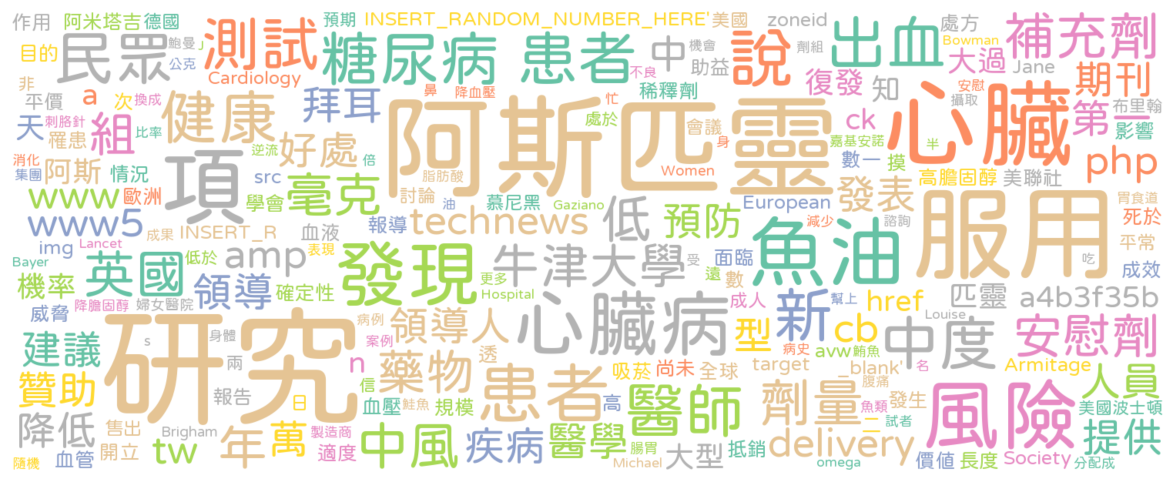 作用 阿米塔吉 德國 預期 INSERT_RANDOM_NUMBER_HERE' 美國 zoneid 處方 Bowman
目的 民眾 鮑曼 」 測試 糖尿病 患者 中 機會 助益 說 劑組 出血 大過 補充劑
非 公克 Cardiology 不良 Jane 期刊
平價 a 次 換成 拜耳 鼻 降血壓 忙 稀釋劑 復發 知 安慰 攝取 布里翰
天 刺胳針 組 健康 阿斯匹靈 處於 會議 ck 心臟 第一 影響
罹患 比率 好處 嘉基安諾 數一 半 摸 php
消化 集團 阿斯 情況 逆流 倍 脂肪酸 Women 身 高膽固醇 美聯社
www 歐洲 項 src 毫克 討論 油 慕尼黑 Gaziano European 發表 減少 諮詢 服用 胃食道 死於
www5 學會 報導 technews 低 預防 魚油
img Lancet 成果 INSERT_R 血液 表現 受 面臨 遠 平常
Bayer 英國 低於 amp 發現 更多 牛津大學 數 成效
機率 降膽固醇 領導 確定性 Hospital 成人 幫上 新 href 匹靈 a4b3f35b
威脅 婦女醫院 病例 心臟病 型 cb Louise 中度 安慰劑
建議 s 身體 研究 案例 領導人 病史 avw 鮪魚 名
贊助 兩 n 藥物 透 吸菸 尚未 全球 target _blank' Armitage 人員
報告 信 患者 醫師 腹痛 劑量 發生 風險 美國波士頓
降低 售出 日 血壓 鮭魚 規模 高 魚類 二 試者 提供
Brigham 年 萬 製造商 中風 疾病 醫學 腸胃 抵銷 delivery 價值 長度 Society
隨機 血管 開立 tw 適度 Michael 大型 omega 分配成
吃